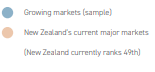 Growing markets (sample)
New Zealand's current major markets
(New Zealand currently ranks 49th)